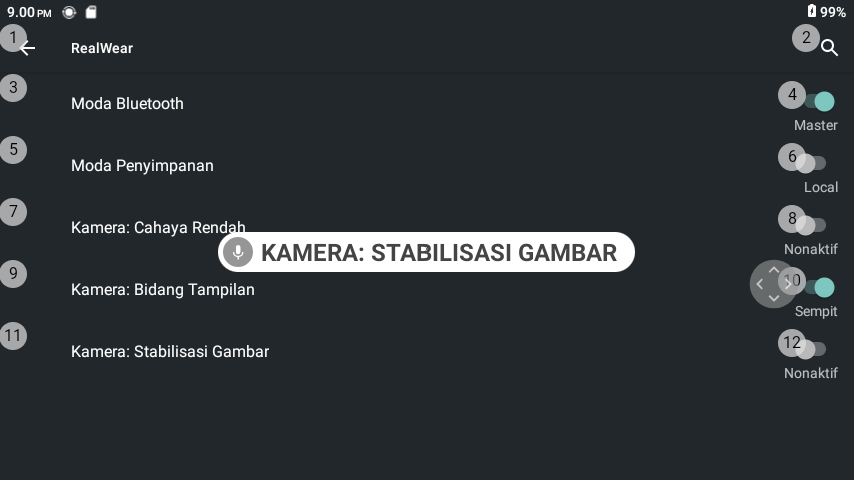 9.00 PM 99%
1 RealWear 2
3 Moda Bluetooth 4
Master
5 Moda Penyimpanan 6
Local
7 Kamera: Cahaya Rendah 8
Nonaktif
KAMERA: STABILISASI GAMBAR
9 Kamera: Bidang Tampilan 10
Sempit
11 Kamera: Stabilisasi Gambar 12
Nonaktif